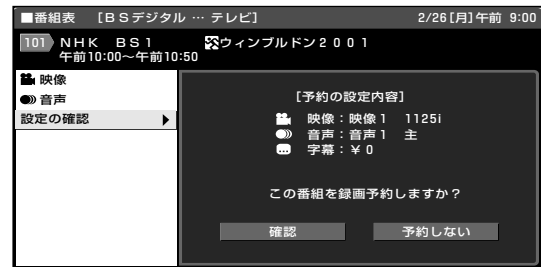 ■番組表 [BSデジタル … テレビ] 2/26[月]午前 9:00
101 NHK BS1 ウィンブルドン2001
午前10:00~午前10:50
映像
音声
設定の確認
[予約の設定内容]
映像:映像1 1125i
音声:音声1 主
字幕:¥0
この番組を録画予約しますか?
確認 予約しない